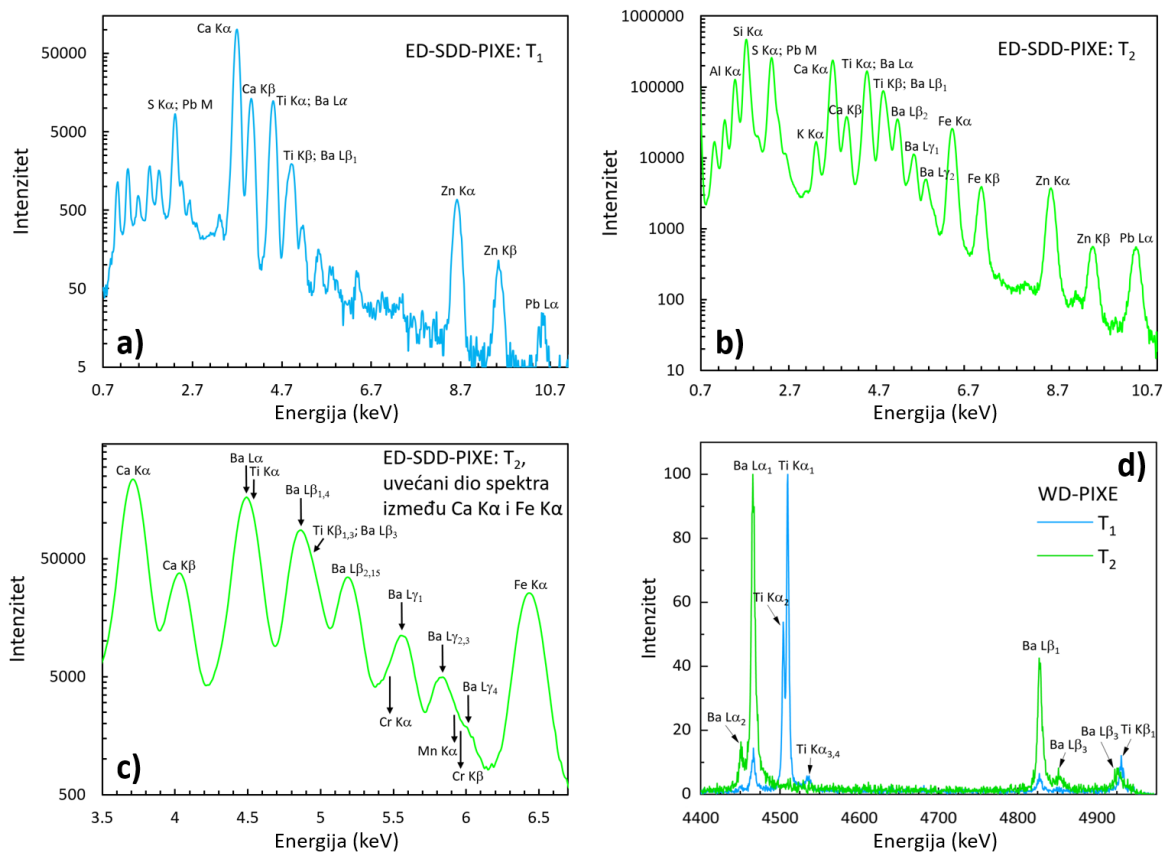 ED-SDD-PIXE: T1
Ca Kα
Ca Kβ
S Kα; Pb M
Ti Kα; Ba Lα
Ti Kβ; Ba Lβ1
Zn Kα
Zn Kβ
Pb Lα
50000
5000
500
50
5
Intenzitet
a)
0.7 2.7 4.7 6.7 8.7 10.7
Energija (keV)
ED-SDD-PIXE: T2
Si Kα
S Kα; Pb M
Al Kα
Ca Kα
Ti Kα; Ba Lα
Ti Kβ; Ba Lβ1
Ca Kβ
Ba Lβ2
K Kα
Ba Lγ1
Ba Lγ2
Fe Kα
Fe Kβ
Zn Kα
Zn Kβ
Pb Lα
1000000
100000
10000
1000
100
10
Intenzitet
b)
0.7 2.7 4.7 6.7 8.7 10.7
Energija (keV)
ED-SDD-PIXE: T2,
uvećani dio spektra
između Ca Kα i Fe Kα
Ca Kα
Ba Lα
Ti Kα
Ba Lβ1,4
Ti Kβ1,3; Ba Lβ3
Ca Kβ
Ba Lβ2,15
Ba Lγ1
Ba Lγ2,3
Ba Lγ4
Cr Kα
Mn Kα
Cr Kβ
Fe Kα
50000
5000
500
Intenzitet
c)
3.5 4 4.5 5 5.5 6 6.5
Energija (keV)
d)
WD-PIXE
T1
T2
Ba Lα1
Ti Kα1
Ti Kα2
Ba Lα2
Ti Kα3,4
Ba Lβ1
Ba Lβ3
Ba Lβ3
Ti Kβ1
100
80
60
40
20
0
Intenzitet
4400 4500 4600 4700 4800 4900
Energija (keV)